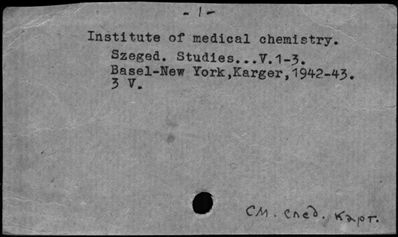 - 1 -
Institute of medical chemistry.
Szeged. Studies...V.1-3.
Basel-New York,Karger,1942-43.
3 V.
См. след. карт.